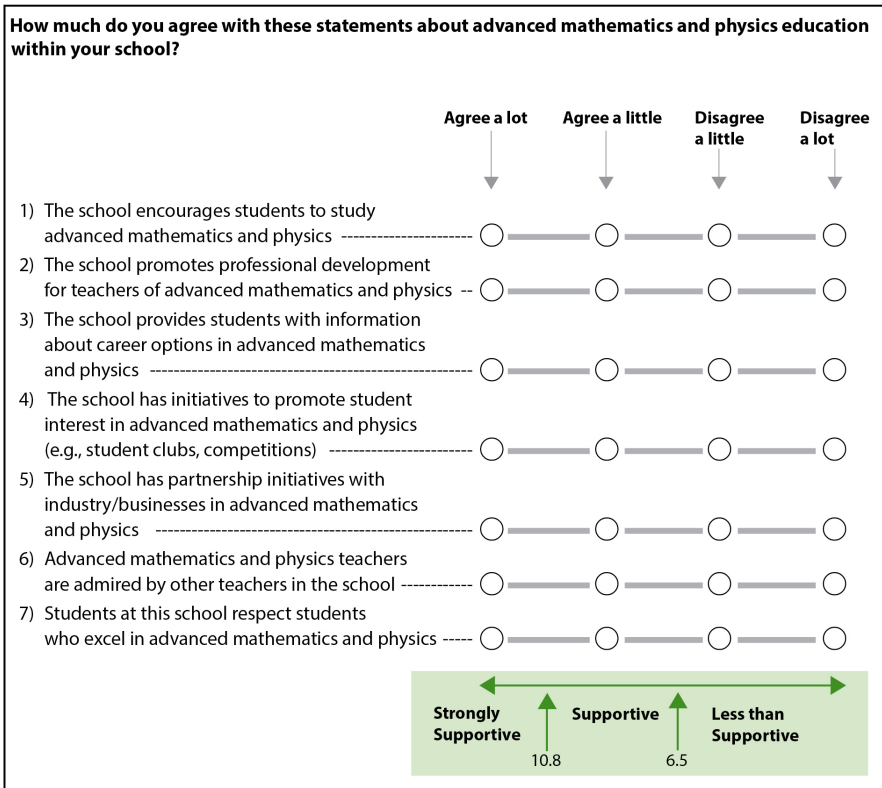 How much do you agree with these statements about advanced mathematics and physics education
within your school?
Agree a lot
Agree a little
Disagree
a little
Disagree
a lot
1) The school encourages students to study
advanced mathematics and physics
2) The school promotes professional development
for teachers of advanced mathematics and physics
3) The school provides students with information
about career options in advanced mathematics
and physics
4) The school has initiatives to promote student
interest in advanced mathematics and physics
(e.g., student clubs, competitions)
5) The school has partnership initiatives with
industry/businesses in advanced mathematics
and physics
6) Advanced mathematics and physics teachers
are admired by other teachers in the school
7) Students at this school respect students
who excel in advanced mathematics and physics
Strongly
Supportive
Supportive
Less than
Supportive
10.8
6.5